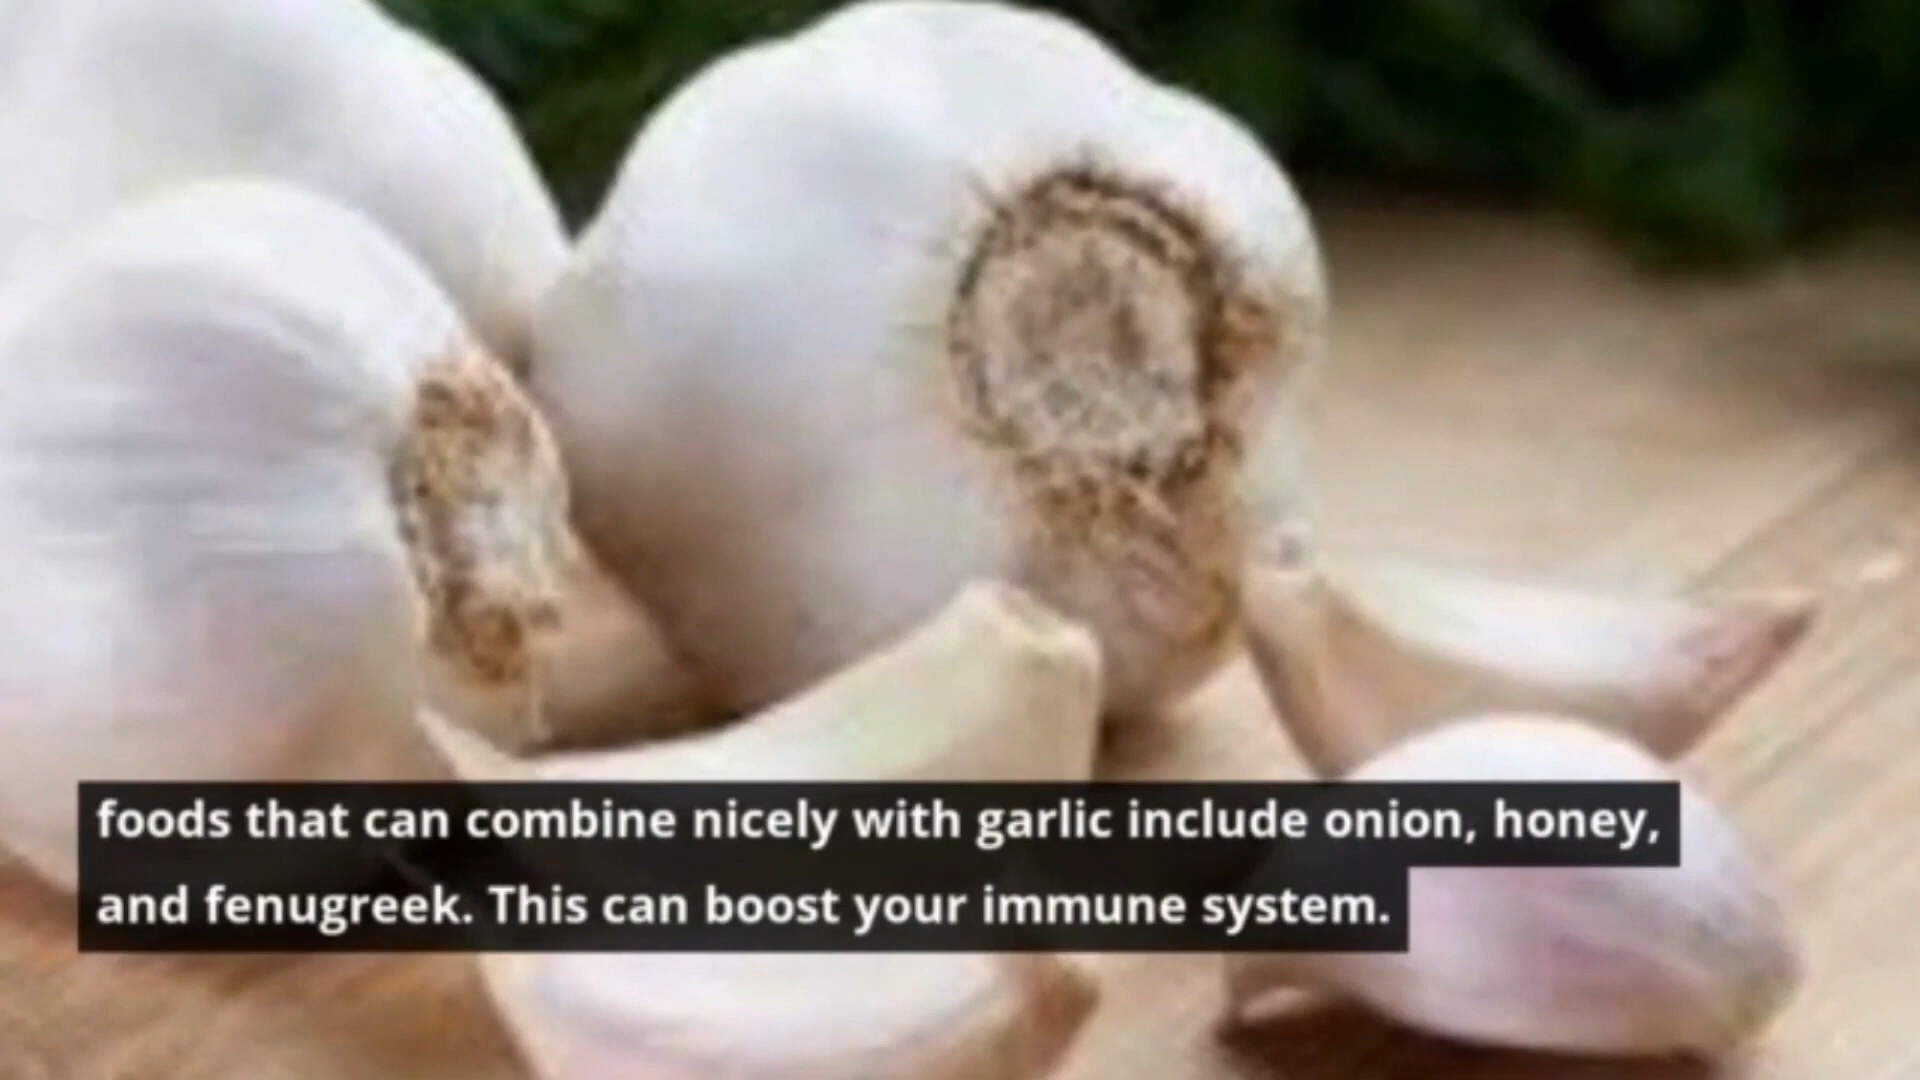 foods that can combine nicely with garlic include onion, honey,
and fenugreek. This can boost your immune system.